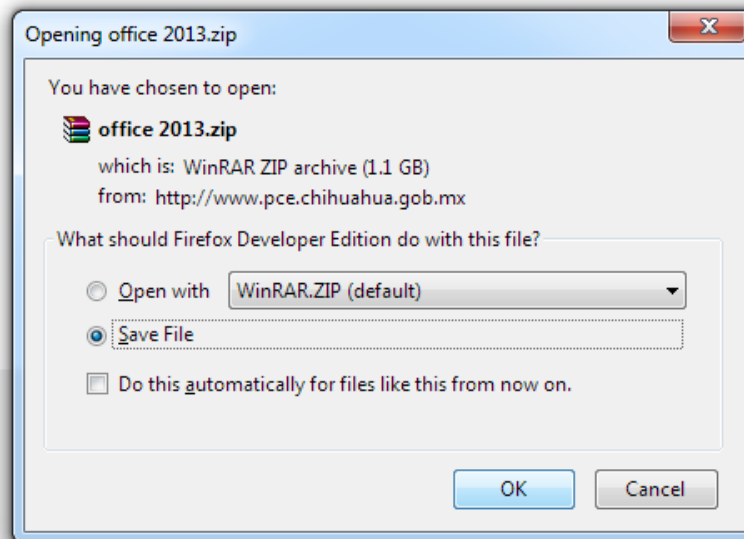 Opening office 2013.zip
You have chosen to open:
office 2013.zip
which is: WinRAR ZIP archive (1.1 GB)
from: http://www.pce.chihuahua.gob.mx
What should Firefox Developer Edition do with this file?
Open with WinRAR.ZIP (default)
Save File
Do this automatically for files like this from now on.
OK Cancel